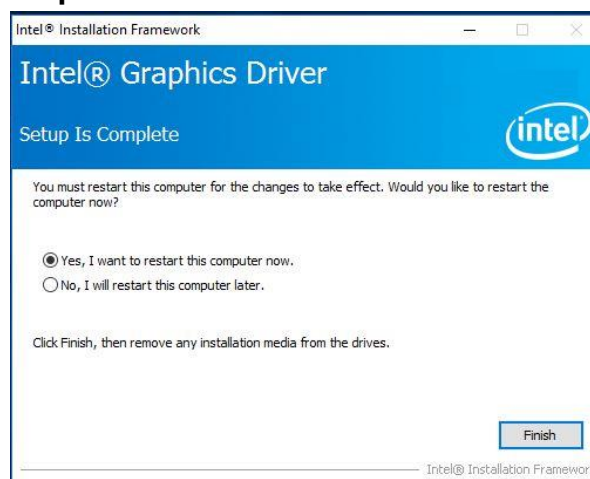 Intel® Installation Framework
Intel® Graphics Driver
Setup Is Complete
intel
You must restart this computer for the changes to take effect. Would you like to restart the
computer now?
Yes, I want to restart this computer now.
No, I will restart this computer later.
Click Finish, then remove any installation media from the drives.
Finish
Intel® Installation Framewor